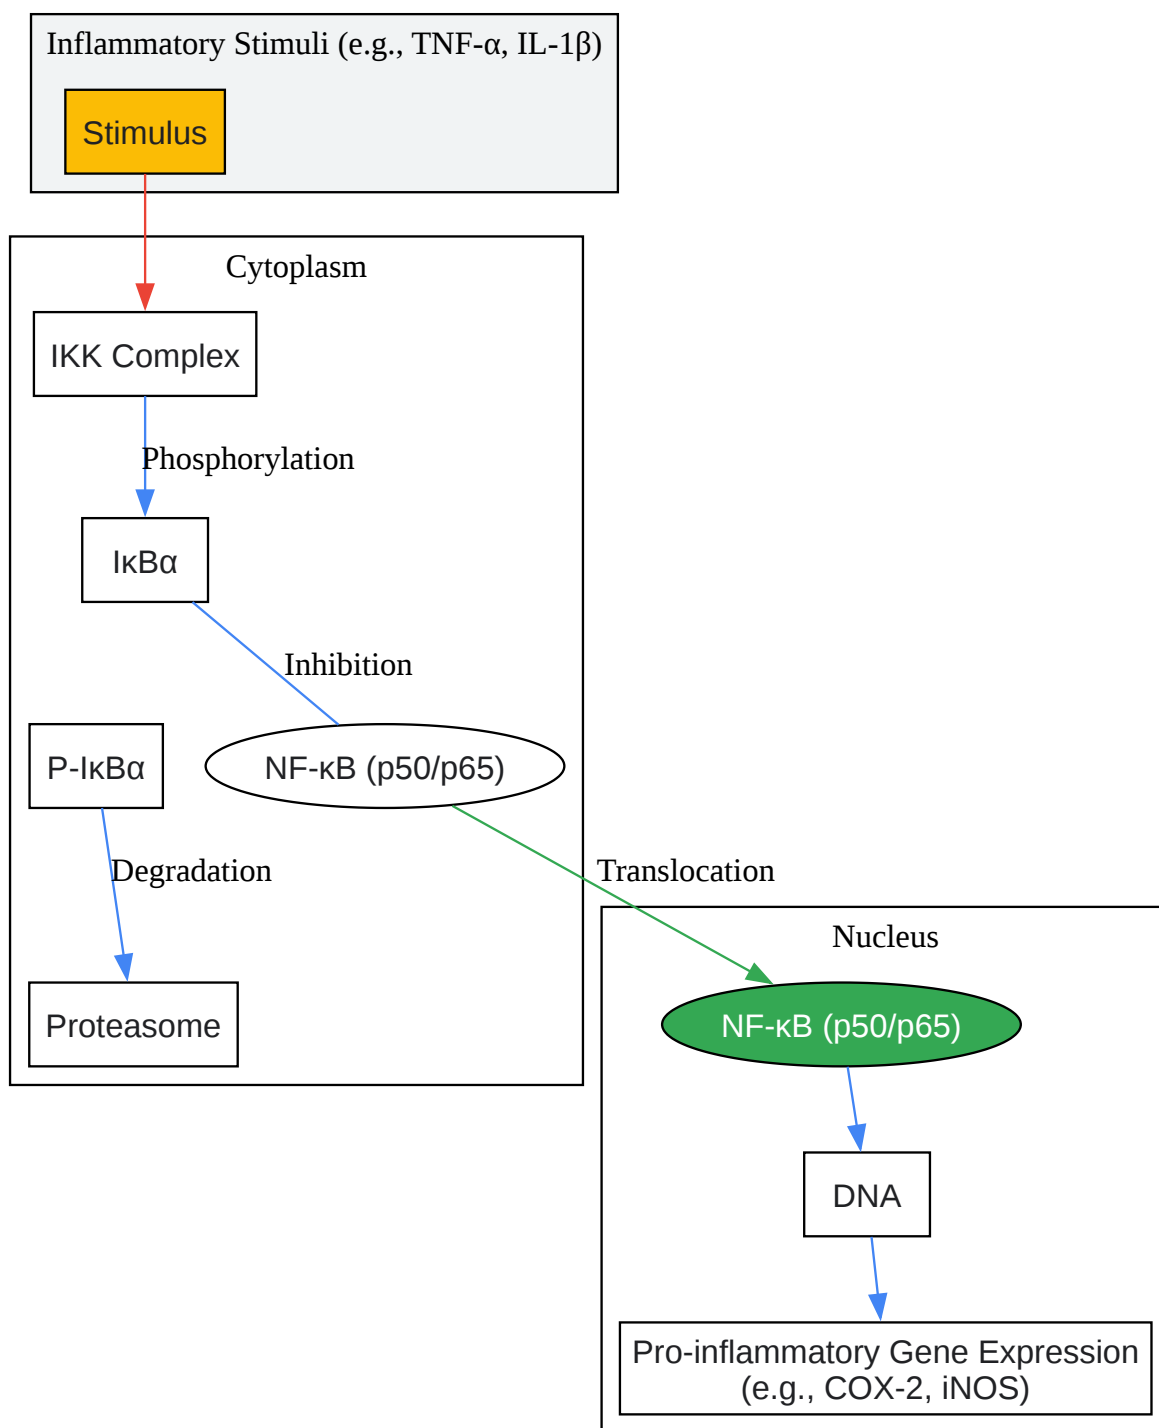 Inflammatory Stimuli (e.g., TNF-α, IL-1β)
Stimulus
Cytoplasm
IKK Complex
Phosphorylation
IκBα
Inhibition
P-IκBα
NF-κB (p50/p65)
Degradation
Translocation
Proteasome
Nucleus
NF-κB (p50/p65)
DNA
Pro-inflammatory Gene Expression
(e.g., COX-2, iNOS)